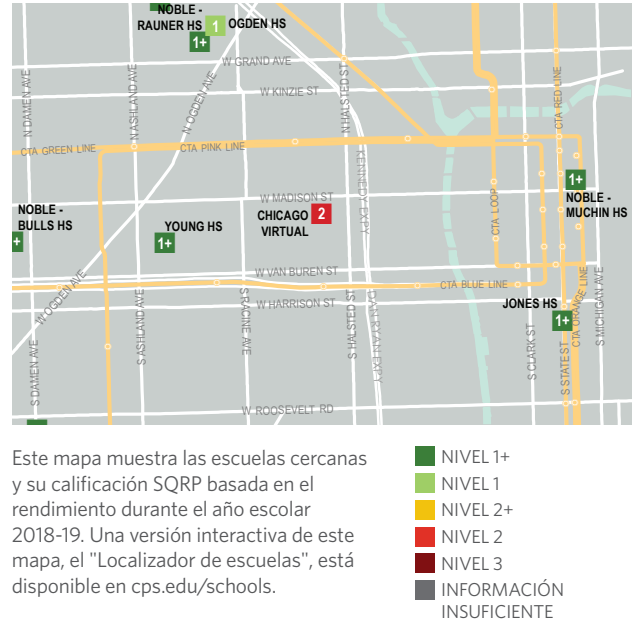 NOBLE -
RAUNER HS
1
OGDEN HS
1+
W GRAND AVE
W KINZIE ST
N DAMEN AVE
N ASHLAND AVE
N OGDEN AVE
N HALSTED ST
CTA RED LINE
CTA GREEN LINE
CTA PINK LINE
KENNEDY EXPY
CTA LOOP
1+
W MADISON ST
NOBLE -
BULLS HS
+
YOUNG HS
1+
CHICAGO
VIRTUAL
2
NOBLE -
MUCHIN HS
W VAN BUREN ST
CTA BLUE LINE
W HARRISON ST
JONES HS
1+
W OGDEN AVE
S DAMEN AVE
S ASHLAND AVE
S RACINE AVE
S HALSTED ST
DAN RYAN EXPY
S CLARK ST
S STATE ST
CTA ORANGE LINE
S MICHIGAN AVE
W ROOSEVELT RD
Este mapa muestra las escuelas cercanas
y su calificación SQRP basada en el
rendimiento durante el año escolar
2018-19. Una versión interactiva de este
mapa, el "Localizador de escuelas", está
disponible en cps.edu/schools.
NIVEL 1+
NIVEL 1
NIVEL 2+
NIVEL 2
NIVEL 3
INFORMACIÓN
INSUFICIENTE